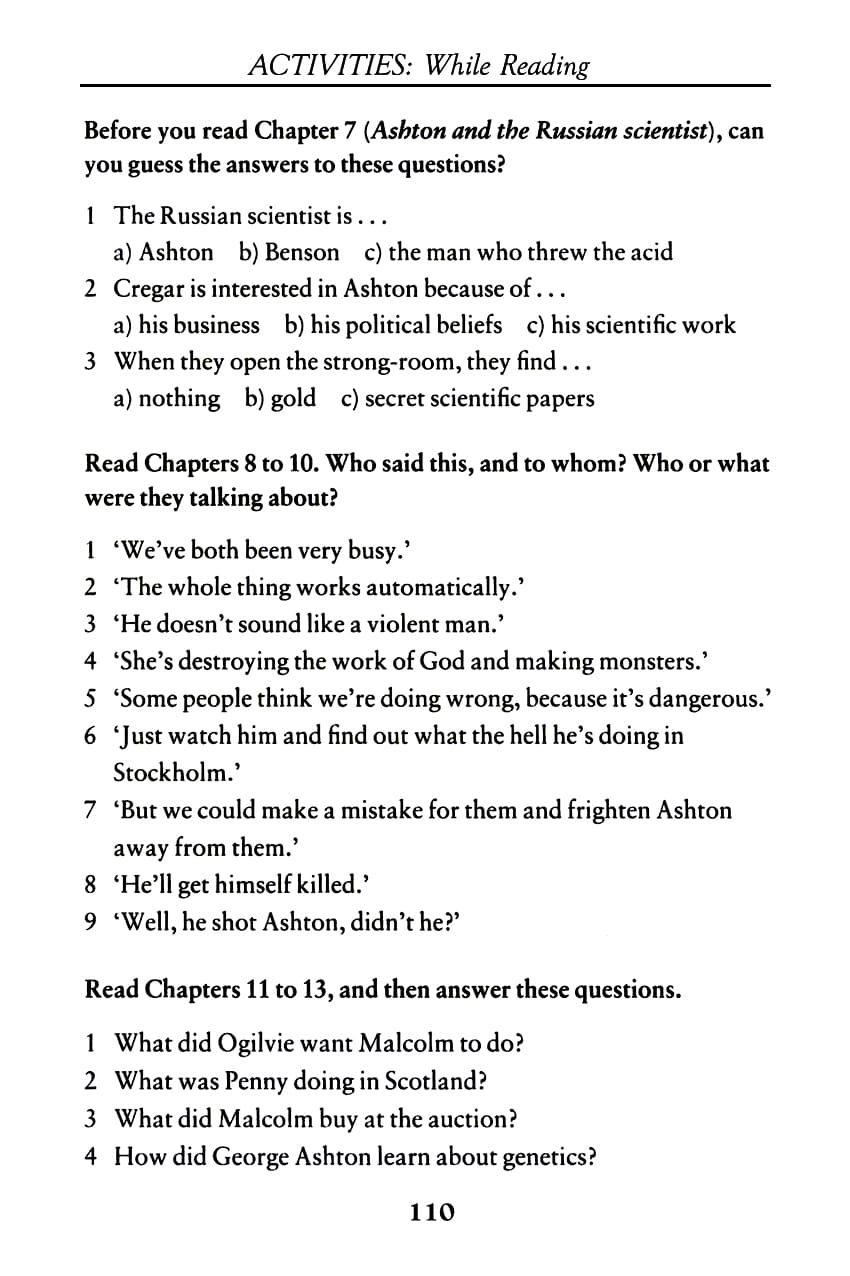 ACTIVITIES: While Reading
Before you read Chapter 7 (Ashton and the Russian scientist), can
you guess the answers to these questions?
1 The Russian scientist is . . .
a) Ashton b) Benson c) the man who threw the acid
2 Cregar is interested in Ashton because of . . .
a) his business b) his political beliefs c) his scientific work
3 When they open the strong-room, they find . . .
a) nothing b) gold c) secret scientific papers
Read Chapters 8 to 10. Who said this, and to whom? Who or what
were they talking about?
1 ‘We’ve both been very busy.’
2 ‘The whole thing works automatically.’
3 ‘He doesn’t sound like a violent man.’
4 ‘She’s destroying the work of God and making monsters.’
5 ‘Some people think we’re doing wrong, because it’s dangerous.’
6 ‘Just watch him and find out what the hell he’s doing in
Stockholm.’
7 ‘But we could make a mistake for them and frighten Ashton
away from them.’
8 ‘He’ll get himself killed.’
9 ‘Well, he shot Ashton, didn’t he?’
Read Chapters 11 to 13, and then answer these questions.
1 What did Ogilvie want Malcolm to do?
2 What was Penny doing in Scotland?
3 What did Malcolm buy at the auction?
4 How did George Ashton learn about genetics?
110